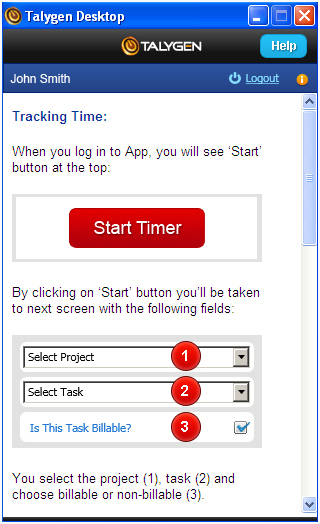 Talygen Desktop
TALYGEN
Help
John Smith
Logout
i
Tracking Time:
When you log in to App, you will see ‘Start’
button at the top:
Start Timer
By clicking on ‘Start’ button you’ll be taken
to next screen with the following fields:
Select Project 1
Select Task 2
Is This Task Billable? 3
You select the project (1), task (2) and
choose billable or non-billable (3).